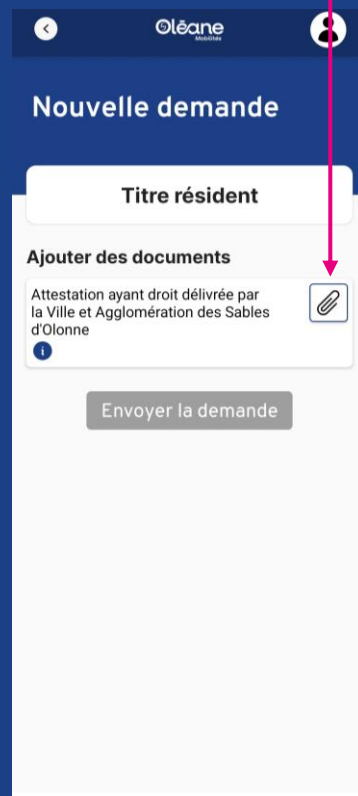 Oléane
Mobilités
Nouvelle demande
Titre résident
Ajouter des documents
Attestation ayant droit délivrée par
la Ville et Agglomération des Sables
d'Olonne
i
Envoyer la demande